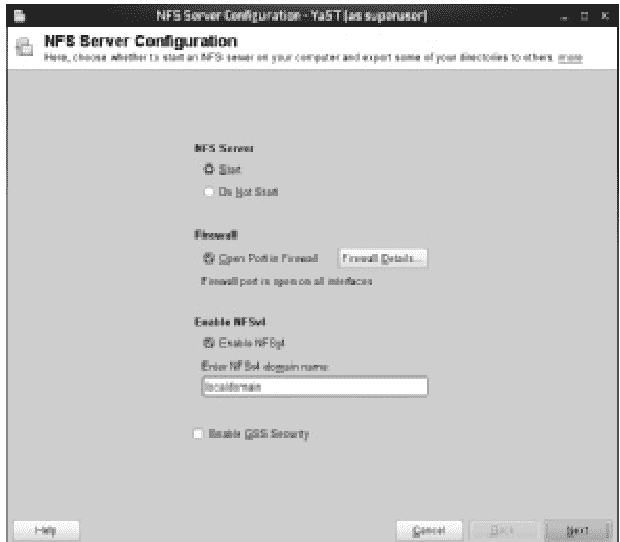 NFS Server Configuration - YaST [as superuser]
NFS Server Configuration
Here, choose whether to start an NFS server on your computer and export some of your directories to others. more
NFS Server
Start
Do Not Start
Firewall
Open Port in Firewall
Firewall Details...
Firewall port is open on all interfaces
Enable NFSv4
Enable NFSv4
Enter NFSv4 domain name:
localdomain
Enable GSS Security
Help
Cancel
Back
Next